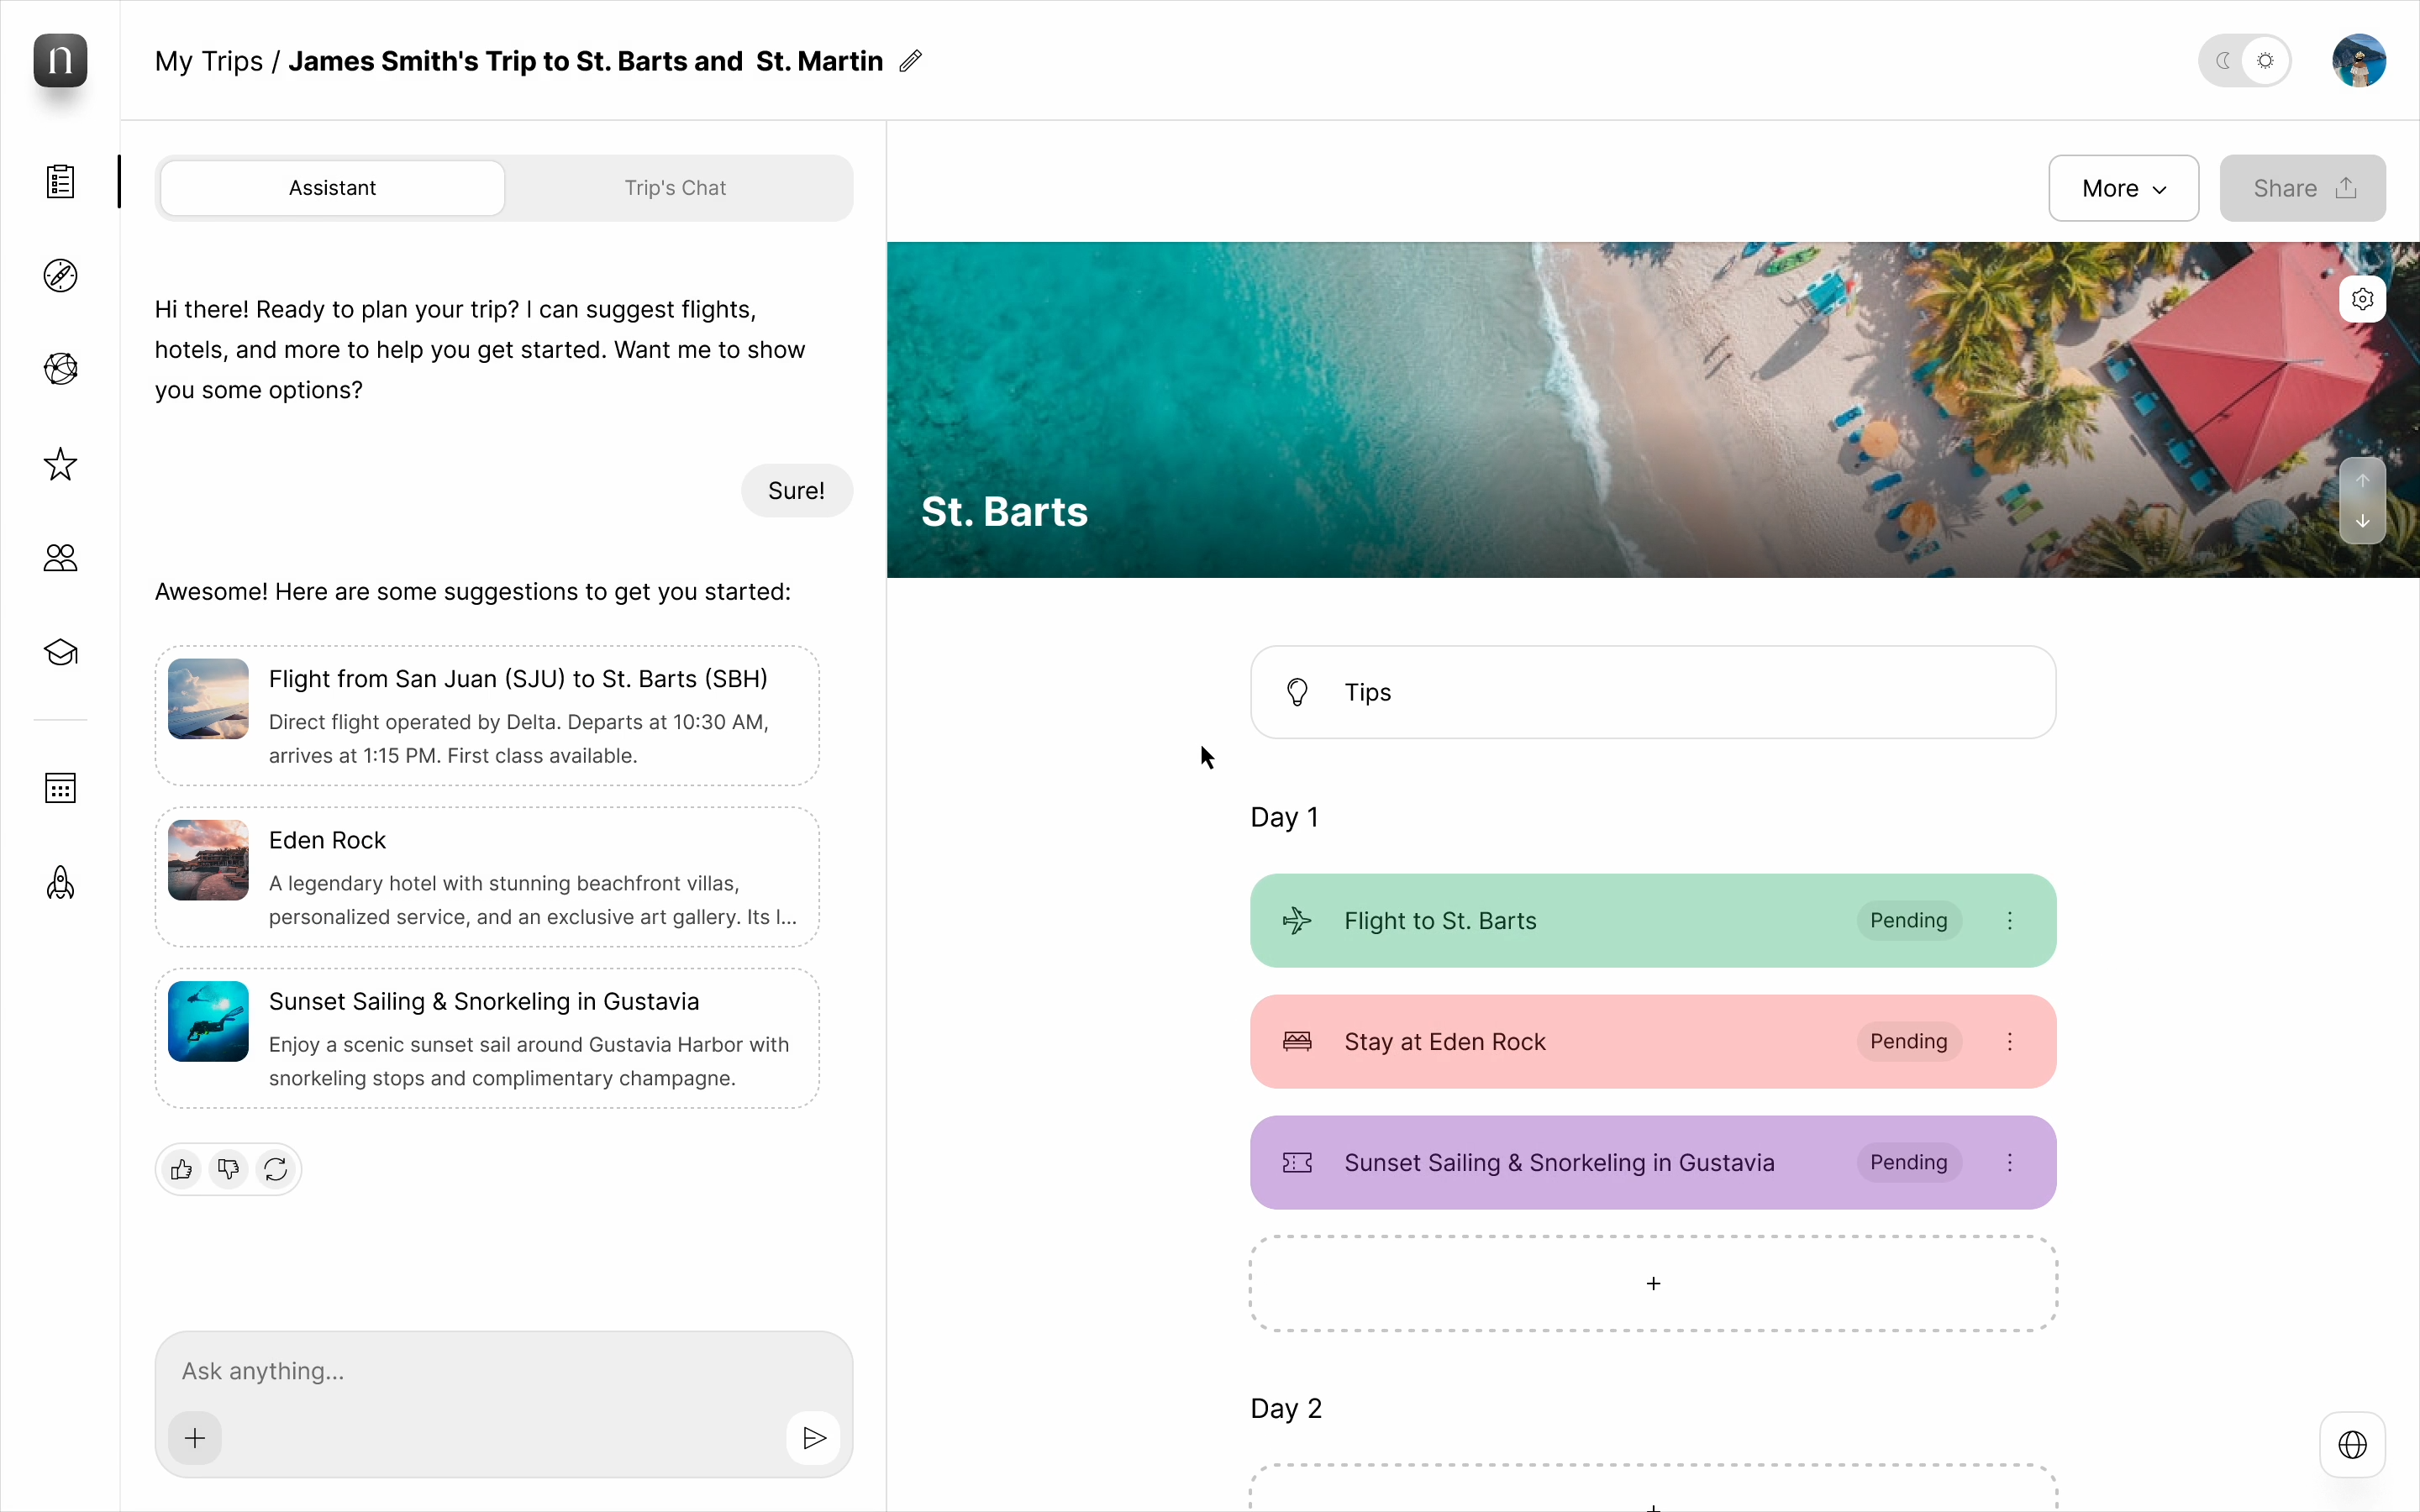 n
My Trips / James Smith's Trip to St. Barts and  St. Martin
Assistant
Trip's Chat
More
Share
Hi there! Ready to plan your trip? I can suggest flights,
hotels, and more to help you get started. Want me to show
you some options?
Sure!
Awesome! Here are some suggestions to get you started:
Flight from San Juan (SJU) to St. Barts (SBH)
Direct flight operated by Delta. Departs at 10:30 AM,
arrives at 1:15 PM. First class available.
Eden Rock
A legendary hotel with stunning beachfront villas,
personalized service, and an exclusive art gallery. Its l...
Sunset Sailing & Snorkeling in Gustavia
Enjoy a scenic sunset sail around Gustavia Harbor with
snorkeling stops and complimentary champagne.
Ask anything...
St. Barts
Tips
Day 1
Flight to St. Barts
Pending
Stay at Eden Rock
Pending
Sunset Sailing & Snorkeling in Gustavia
Pending
+
Day 2